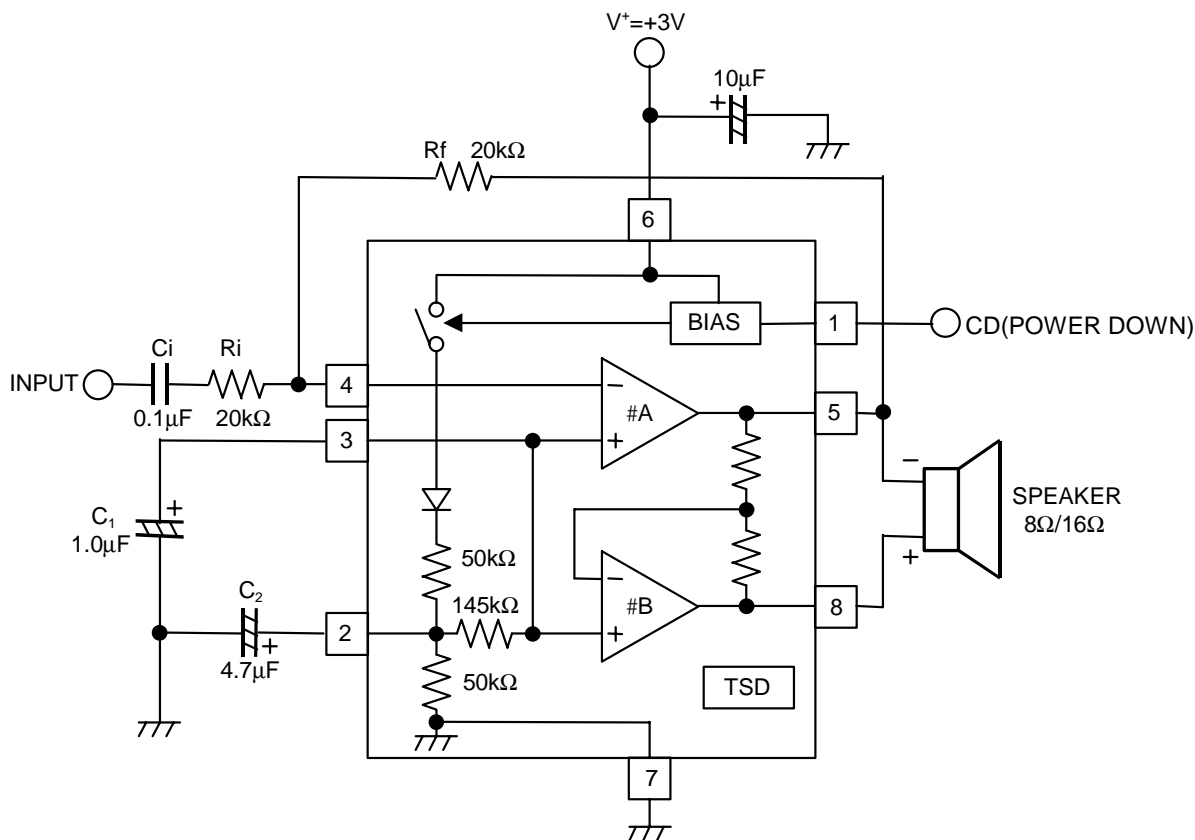 V+=+3V
10μF
+
Rf 20kΩ
6
BIAS
1
CD(POWER DOWN)
INPUT
Ci
0.1μF
Ri
20kΩ
4
−
#A
+
5
3
−
SPEAKER
8Ω/16Ω
+
C1
1.0μF
+
50kΩ
145kΩ
−
#B
+
8
C2
4.7μF
+
2
50kΩ
TSD
7